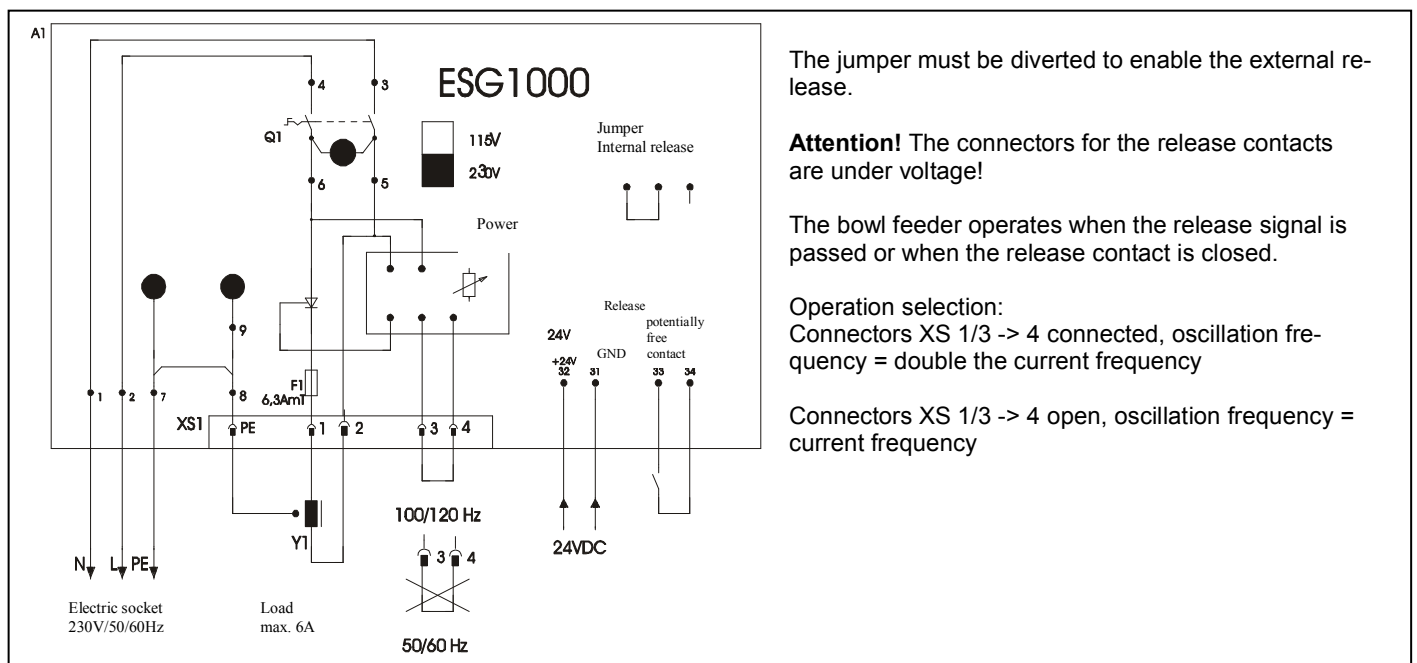 A1
ESG1000
4
3
Q1
115V
230V
Jumper
Internal release
6
5
Power
9
Release
24V
potentially
free
contact
GND
+24V
32
31
33
34
F1
6,3AmT
1
2
7
8
XS1
PE
1
2
3
4
Y1
100/120 Hz
24VDC
3
4
N
L
PE
Electric socket
230V/50/60Hz
Load
max. 6A
50/60 Hz
The jumper must be diverted to enable the external re-
lease.
Attention! The connectors for the release contacts
are under voltage!
The bowl feeder operates when the release signal is
passed or when the release contact is closed.
Operation selection:
Connectors XS 1/3 -> 4 connected, oscillation fre-
quency = double the current frequency
Connectors XS 1/3 -> 4 open, oscillation frequency =
current frequency